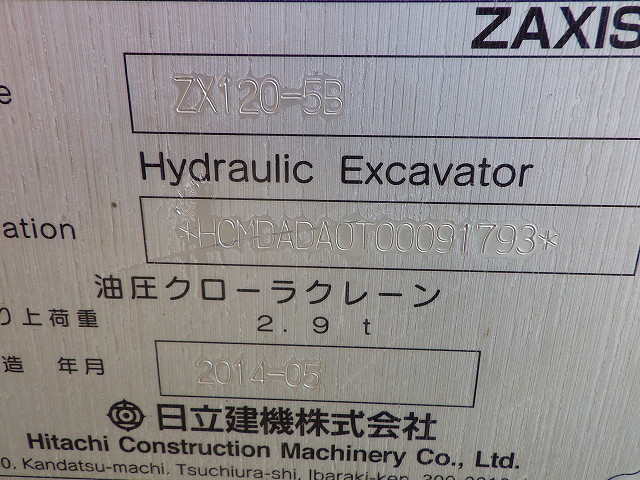 ZAXIS
e
ZX120-5B
Hydraulic Excavator
ation
*HCMDADA0T00091793*
油圧クローラクレーン
り上荷重 2.9 t
造 年月 2014-05
日立建機株式会社
Hitachi Construction Machinery Co., Ltd.
0, Kandatsu-machi, Tsuchiura-shi, Ibaraki-ken,